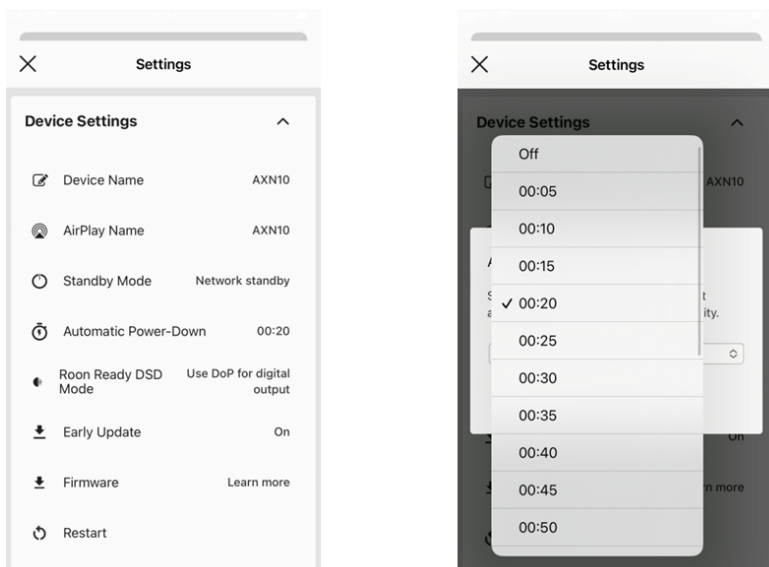 Settings
Device Settings
Device Name AXN10
AirPlay Name AXN10
Standby Mode Network standby
Automatic Power-Down 00:20
Roon Ready DSD Mode Use DoP for digital output
Early Update On
Firmware Learn more
Restart
Settings
Device Settings
Off
AXN10
00:05
00:10
00:15
00:20
ity.
00:25
00:30
00:35
00:40
On
00:45
rn more
00:50